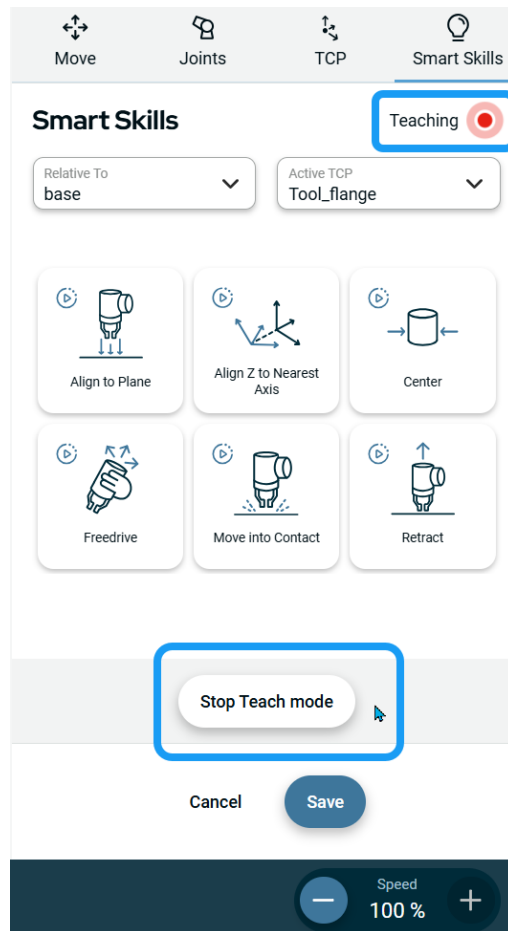 Move Joints TCP Smart Skills
Smart Skills Teaching
Relative To Active TCP
base Tool_flange
Align to Plane
Align Z to Nearest
Axis
Center
Freedrive
Move into Contact
Retract
Stop Teach mode
Cancel Save
Speed
100 %